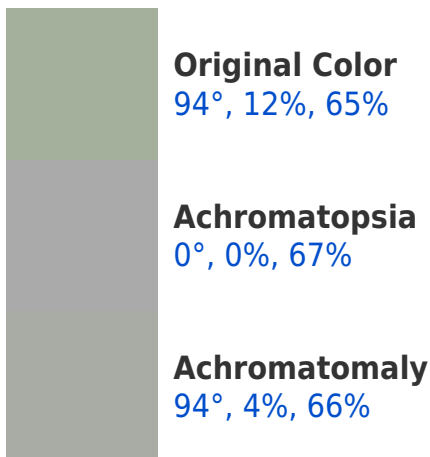 Original Color
94°, 12%, 65%
Achromatopsia
0°, 0%, 67%
Achromatomaly
94°, 4%, 66%